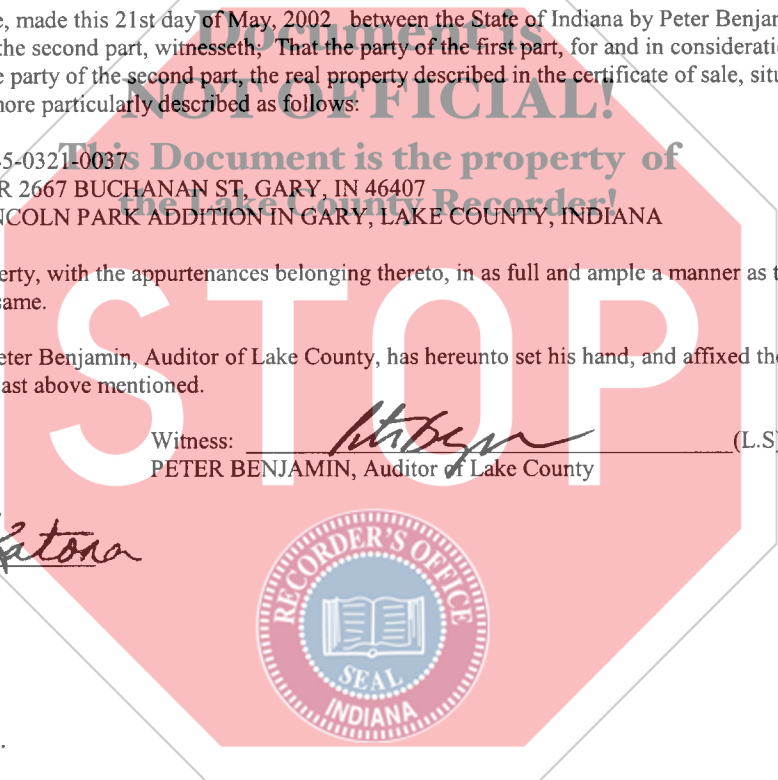 e, made this 21st day of May, 2002 between the State of Indiana by Peter Benjam
Document is
the second part, witnesseth; That the party of the first part, for and in considerati
e party of the second part, the real property described in the certificate of sale, situ
NOT OFFICIAL!
more particularly described as follows:
5-0321-0037
This Document is the property of
R 2667 BUCHANAN ST, GARY, IN 46407
the Lake County Recorder!
NCOLN PARK ADDITION IN GARY, LAKE COUNTY, INDIANA
erty, with the appurtenances belonging thereto, in as full and ample a manner as t
same.
STOP
eter Benjamin, Auditor of Lake County, has hereunto set his hand, and affixed the
ast above mentioned.
Witness: (L.S)
PETER BENJAMIN, Auditor of Lake County
Katona
RECORDER'S OFFICE
SEAL
INDIANA